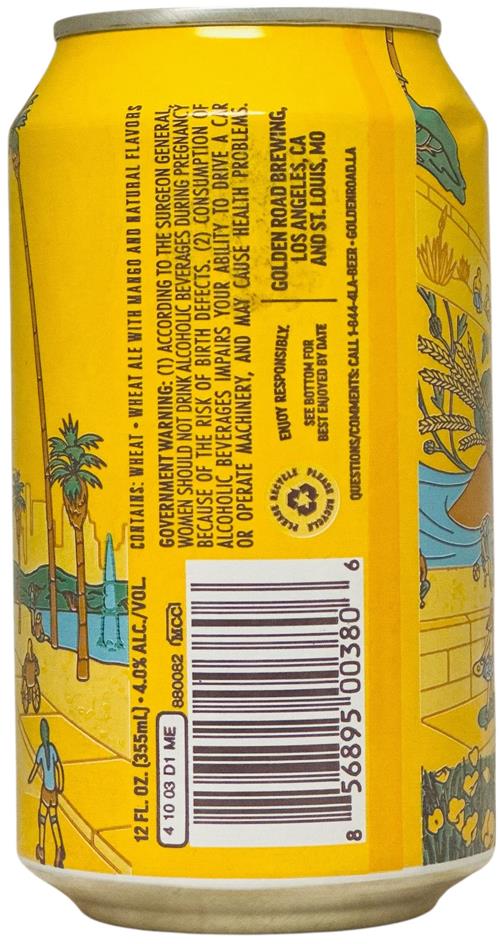 CONTAINS: WHEAT • WHEAT ALE WITH MANGO AND NATURAL FLAVORS
GOVERNMENT WARNING: (1) ACCORDING TO THE SURGEON GENERAL,
WOMEN SHOULD NOT DRINK ALCOHOLIC BEVERAGES DURING PREGNANCY
BECAUSE OF THE RISK OF BIRTH DEFECTS. (2) CONSUMPTION OF
ALCOHOLIC BEVERAGES IMPAIRS YOUR ABILITY TO DRIVE A CAR
OR OPERATE MACHINERY, AND MAY CAUSE HEALTH PROBLEMS.
PLEASE RECYCLE PLEASE RECYCLE
ENJOY RESPONSIBLY.
SEE BOTTOM FOR
BEST ENJOYED BY DATE
GOLDEN ROAD BREWING,
LOS ANGELES, CA
AND ST. LOUIS, MO
QUESTIONS/COMMENTS: CALL 1-844-4LA-BEER • GOLDENROAD.LA
12 FL. OZ. (355mL) • 4.0% ALC./VOL.
4 10 03 D1 ME
880082 MCC
8 56895 00380 6